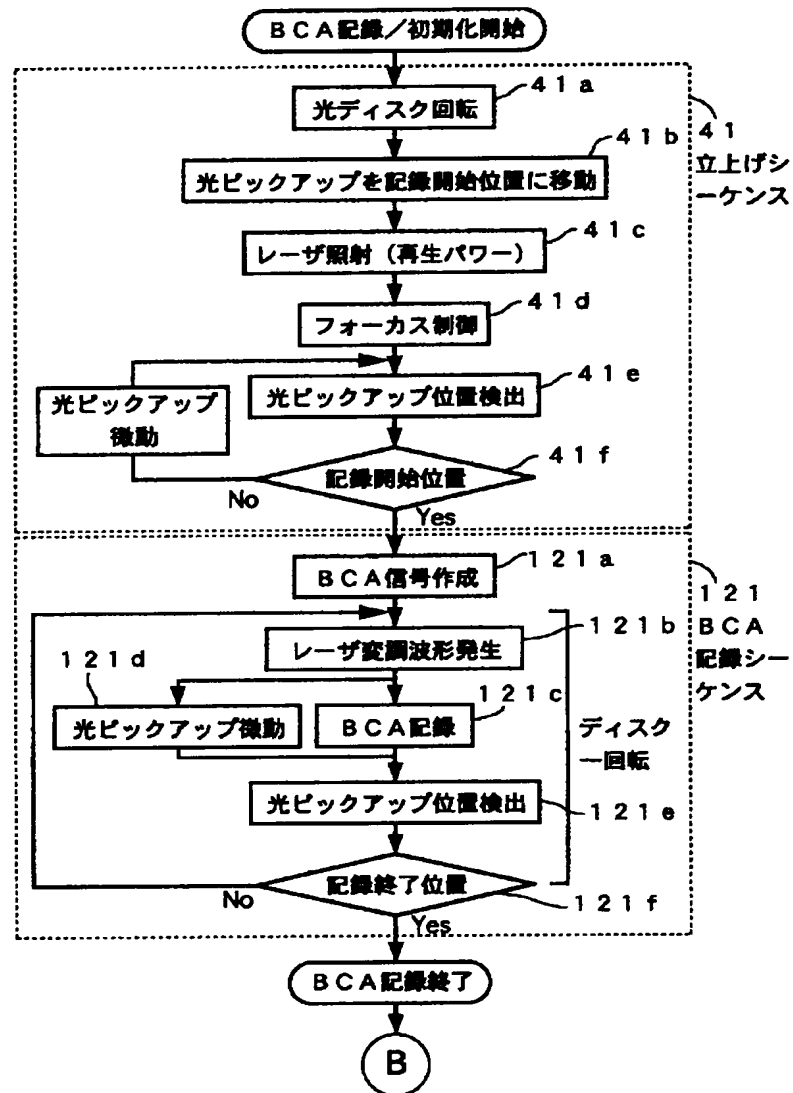 BCA記録/初期化開始
光ディスク回転
41a
41
立上げシ
ーケンス
41b
光ピックアップを記録開始位置に移動
41c
レーザ照射(再生パワー)
41d
フォーカス制御
41e
光ピックアップ位置検出
光ピックアップ
微動
41f
記録開始位置
No
Yes
121a
BCA信号作成
121
BCA
記録シー
ケンス
121b
レーザ変調波形発生
121d
121c
光ピックアップ微動
BCA記録
ディスク
一回転
光ピックアップ位置検出
121e
記録終了位置
121f
No
Yes
BCA記録終了
B